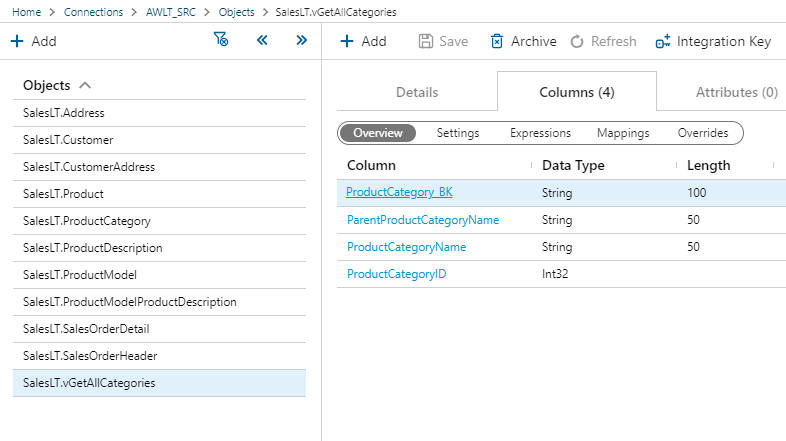 Home > Connections > AWLT_SRC > Objects > SalesLT.vGetAllCategories
Add
Add Save Archive Refresh Integration Key
Objects
SalesLT.Address
SalesLT.Customer
SalesLT.CustomerAddress
SalesLT.Product
SalesLT.ProductCategory
SalesLT.ProductDescription
SalesLT.ProductModel
SalesLT.ProductModelProductDescription
SalesLT.SalesOrderDetail
SalesLT.SalesOrderHeader
SalesLT.vGetAllCategories
Details Columns (4) Attributes (0)
Overview Settings Expressions Mappings Overrides
Column Data Type Length
ProductCategory_BK String 100
ParentProductCategoryName String 50
ProductCategoryName String 50
ProductCategoryID Int32